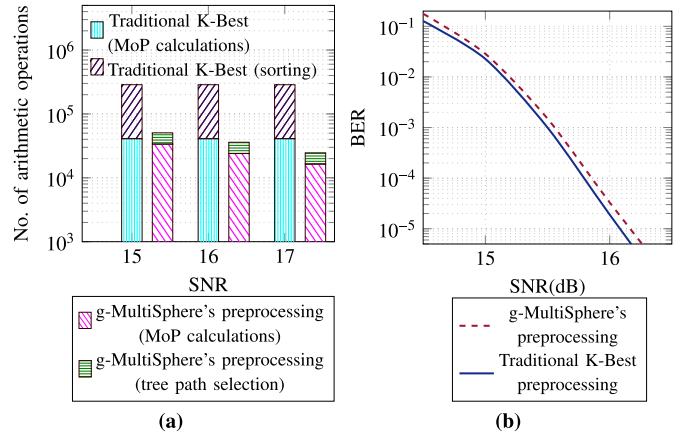 No. of arithmetic operations
10^6
10^5
10^4
10^3
Traditional K-Best
(MoP calculations)
Traditional K-Best (sorting)
15
16
17
SNR
g-MultiSphere's preprocessing
(MoP calculations)
g-MultiSphere's preprocessing
(tree path selection)
(a)
BER
10^−1
10^−2
10^−3
10^−4
10^−5
15
16
SNR(dB)
g-MultiSphere's
preprocessing
Traditional K-Best
preprocessing
(b)